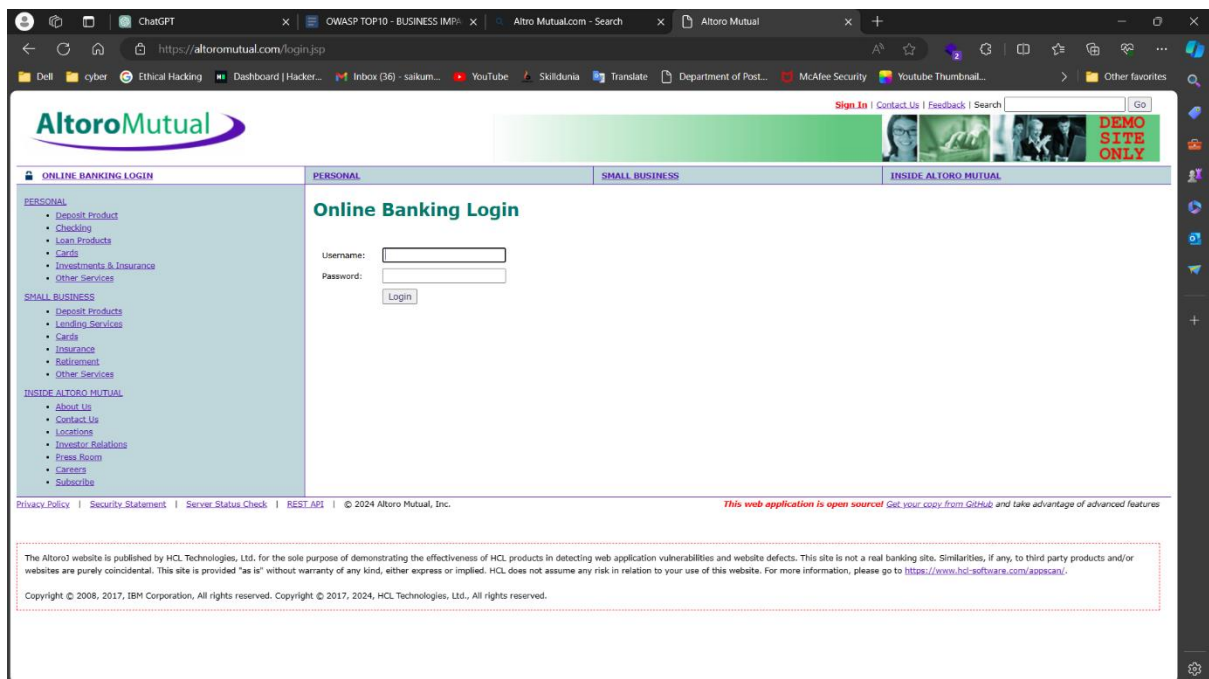 ChatGPT
OWASP TOP10 - BUSINESS IMPA
Altro Mutual.com - Search
Altoro Mutual
https://altoromutual.com/login.jsp
2
Dell
cyber
Ethical Hacking
Dashboard | Hacker...
Inbox (36) - saikum...
YouTube
Skilldunia
Translate
Department of Post...
McAfee Security
Youtube Thumbnail...
Other favorites
Sign In | Contact Us | Feedback | Search Go
AltoroMutual
DEMO
SITE
ONLY
ONLINE BANKING LOGIN
PERSONAL
SMALL BUSINESS
INSIDE ALTORO MUTUAL
PERSONAL
Deposit Product
Checking
Loan Products
Cards
Investments & Insurance
Other Services
SMALL BUSINESS
Deposit Products
Lending Services
Cards
Insurance
Retirement
Other Services
INSIDE ALTORO MUTUAL
About Us
Contact Us
Locations
Investor Relations
Press Room
Careers
Subscribe
Online Banking Login
Username:
Password:
Login
Privacy Policy | Security Statement | Server Status Check | REST API | © 2024 Altoro Mutual, Inc.
This web application is open source! Get your copy from GitHub and take advantage of advanced features
The AltoroJ website is published by HCL Technologies, Ltd. for the sole purpose of demonstrating the effectiveness of HCL products in detecting web application vulnerabilities and website defects. This site is not a real banking site. Similarities, if any, to third party products and/or
websites are purely coincidental. This site is provided "as is" without warranty of any kind, either express or implied. HCL does not assume any risk in relation to your use of this website. For more information, please go to https://www.hcl-software.com/appscan/.
Copyright © 2008, 2017, IBM Corporation, All rights reserved. Copyright © 2017, 2024, HCL Technologies, Ltd., All rights reserved.